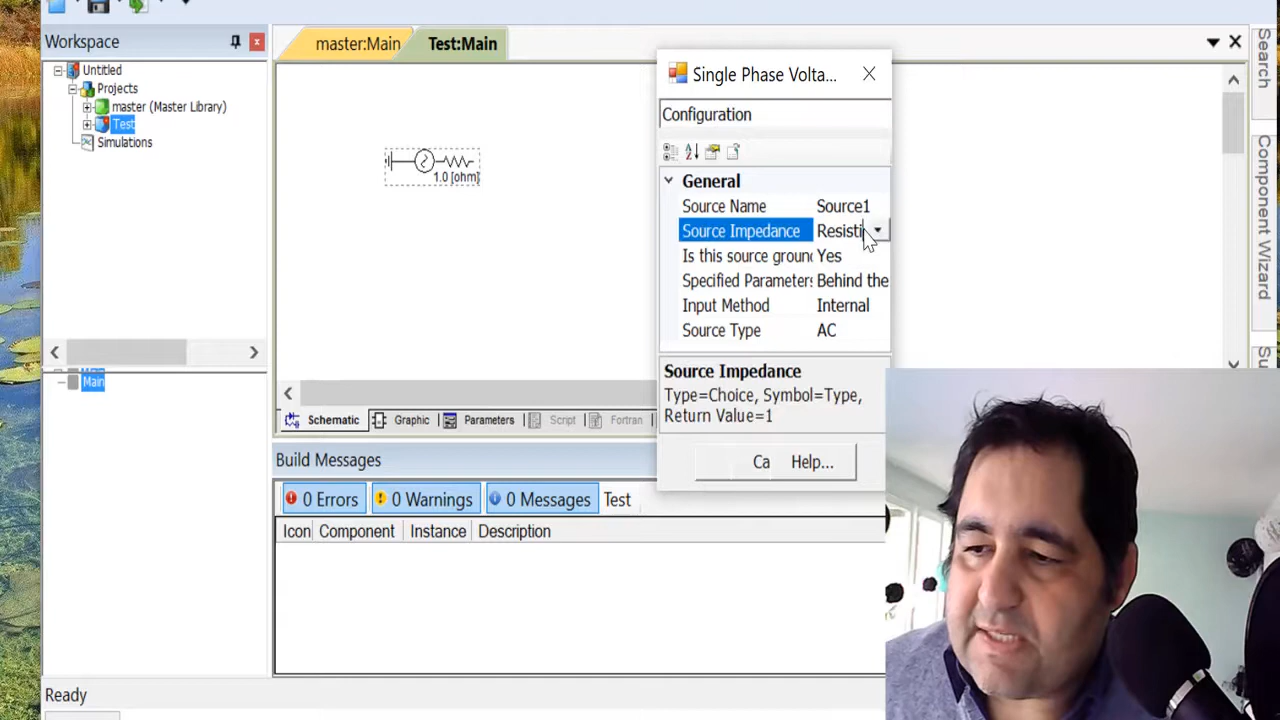 Workspace
Untitled
Projects
master (Master Library)
Test
Simulations
Main
master:Main
Test:Main
1.0 [ohm]
Schematic
Graphic
Parameters
Script
Fortran
Build Messages
0 Errors
0 Warnings
0 Messages
Test
Icon
Component
Instance
Description
Ready
Single Phase Volta...
Configuration
General
Source Name Source1
Source Impedance Resisti
Is this source groun Yes
Specified Parameters Behind the
Input Method Internal
Source Type AC
Source Impedance
Type=Choice, Symbol=Type,
Return Value=1
Ca
Help...
Search
Component Wizard